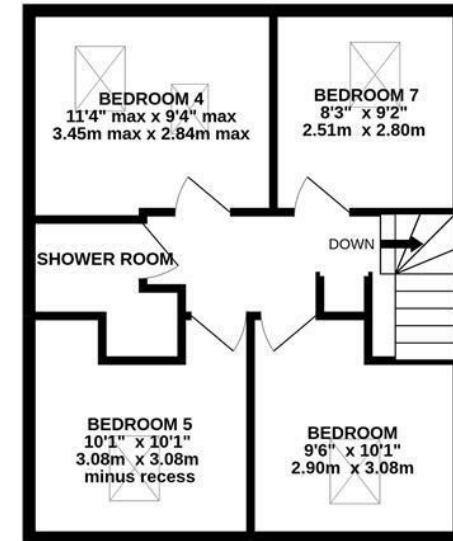 BEDROOM 4
11'4" max x 9'4" max
3.45m max x 2.84m max
BEDROOM 7
8'3" x 9'2"
2.51m x 2.80m
DOWN
SHOWER ROOM
BEDROOM 5
10'1" x 10'1"
3.08m x 3.08m
minus recess
BEDROOM
9'6" x 10'1"
2.90m x 3.08m